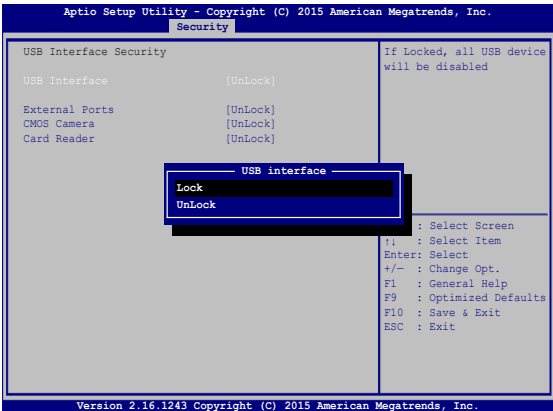 Aptio Setup Utility - Copyright (C) 2015 American Megatrends, Inc.
Security
USB Interface Security
USB Interface [UnLock]
External Ports [UnLock]
CMOS Camera [UnLock]
Card Reader [UnLock]
If Locked, all USB device
will be disabled
USB interface
Lock
UnLock
: Select Screen
↑↓ : Select Item
Enter: Select
+/— : Change Opt.
F1 : General Help
F9 : Optimized Defaults
F10 : Save & Exit
ESC : Exit
Version 2.16.1243 Copyright (C) 2015 American Megatrends, Inc.